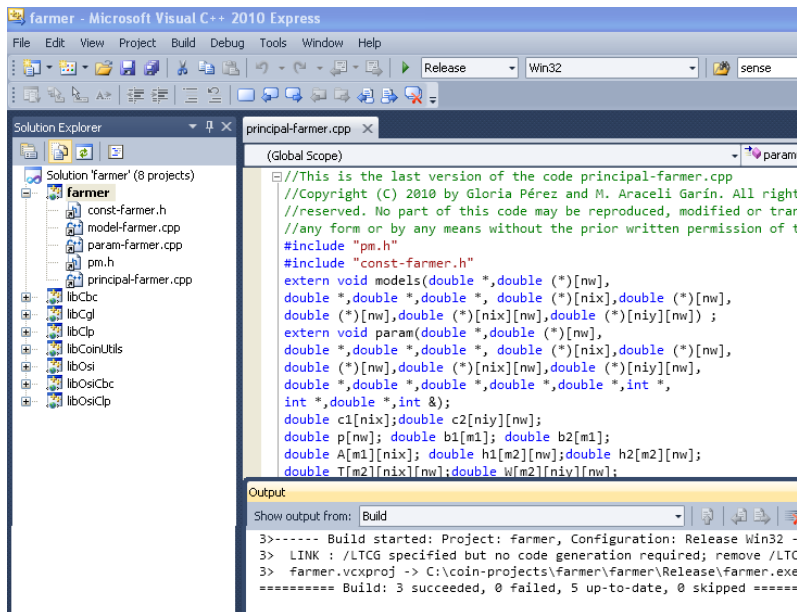 farmer - Microsoft Visual C++ 2010 Express
File Edit View Project Build Debug Tools Window Help
Release Win32 sense
Solution Explorer
principal-farmer.cpp
(Global Scope) param
Solution 'farmer' (8 projects)
farmer
const-farmer.h
model-farmer.cpp
param-farmer.cpp
pm.h
principal-farmer.cpp
libCbc
libCgl
libClp
libCoinUtils
libOsi
libOsiCbc
libOsiClp
//This is the last version of the code principal-farmer.cpp
//Copyright (C) 2010 by Gloria Pérez and M. Araceli Garín. All right
//reserved. No part of this code may be reproduced, modified or tran
//any form or by any means without the prior written permission of t
#include "pm.h"
#include "const-farmer.h"
extern void models(double *,double (*)[nw],
double *,double *,double *, double (*)[nix],double (*)[nw],
double (*)[nw],double (*)[nix][nw],double (*)[niy][nw]) ;
extern void param(double *,double (*)[nw],
double *,double *,double *, double (*)[nix],double (*)[nw],
double (*)[nw],double (*)[nix][nw],double (*)[niy][nw],
double *,double *,double *,double *,double *,int *,
int *,double *,int &);
double c1[nix];double c2[niy][nw];
double p[nw]; double b1[m1]; double b2[m1];
double A[m1][nix]; double h1[m2][nw];double h2[m2][nw];
double T[m2][nix][nw];double W[m2][niy][nw];
Output
Show output from: Build
3>------ Build started: Project: farmer, Configuration: Release Win32 -
3> LINK : /LTCG specified but no code generation required; remove /LTC
3> farmer.vcxproj -> C:\coin-projects\farmer\farmer\Release\farmer.exe
========== Build: 3 succeeded, 0 failed, 5 up-to-date, 0 skipped ======